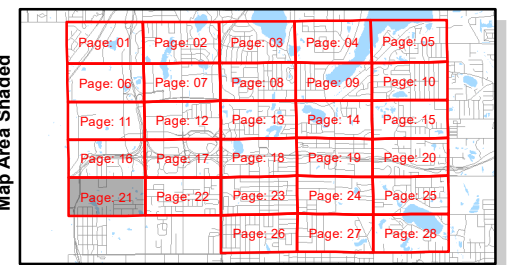 Map Area Shaded
Page: 01 Page: 02 Page: 03 Page: 04 Page: 05
Page: 06 Page: 07 Page: 08 Page: 09 Page: 10
Page: 11 Page: 12 Page: 13 Page: 14 Page: 15
Page: 16 Page: 17 Page: 18 Page: 19 Page: 20
Page: 21 Page: 22 Page: 23 Page: 24 Page: 25
Page: 26 Page: 27 Page: 28